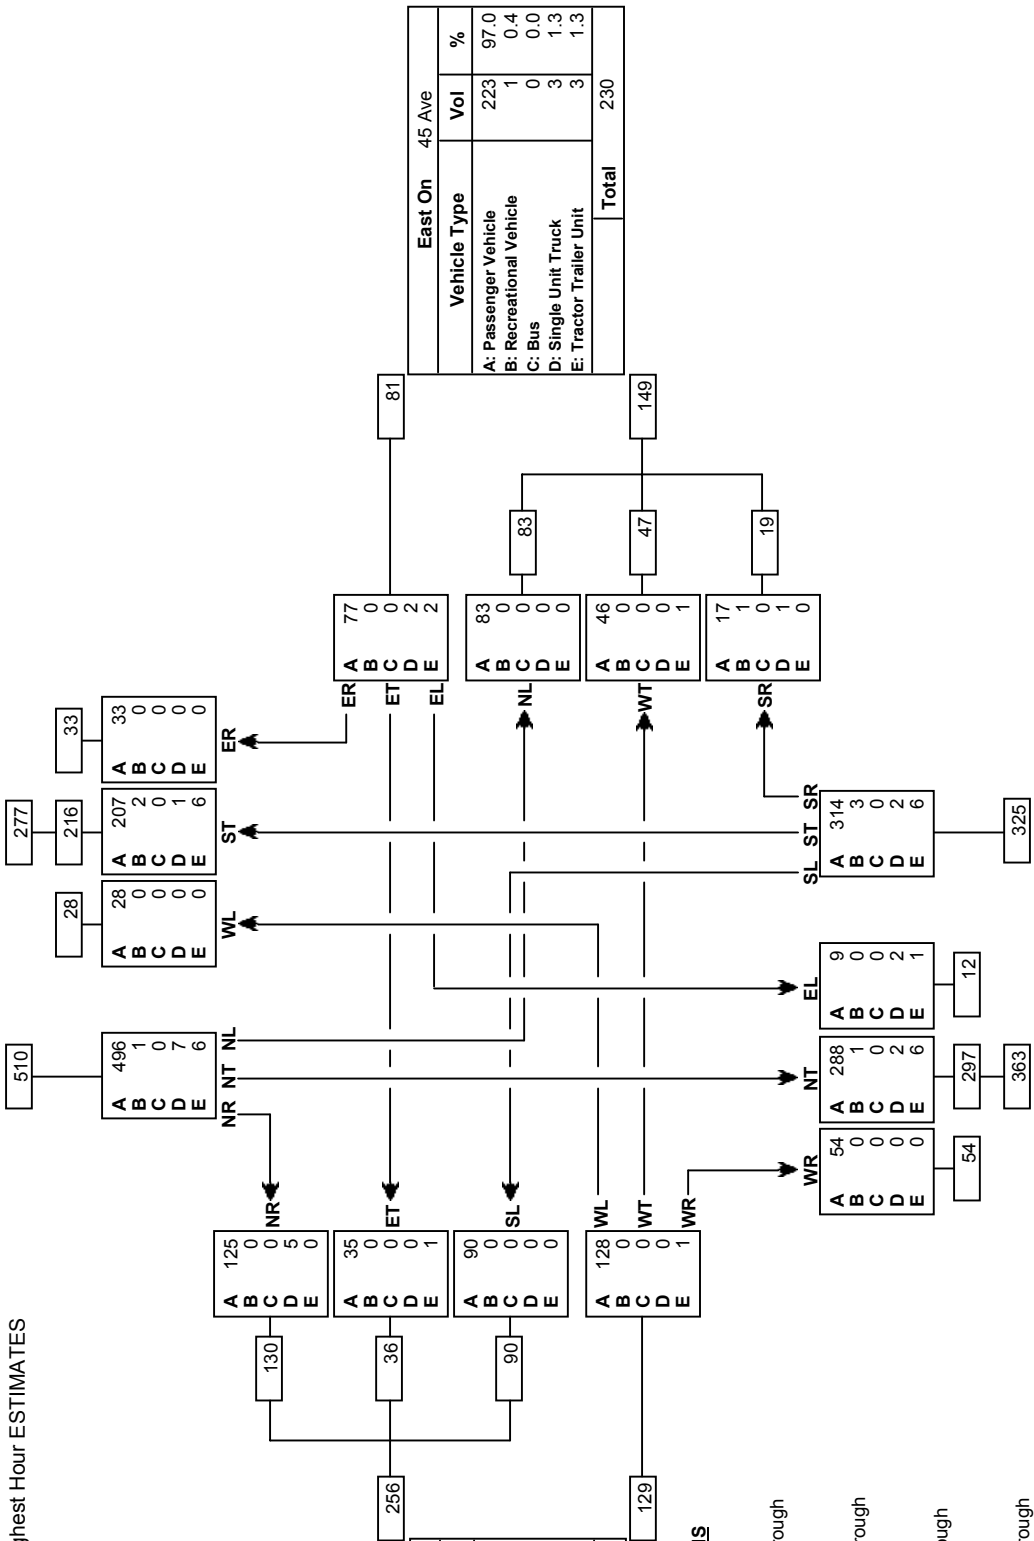 ghest Hour ESTIMATES
510
277
28
216
33
A 496
B 1
C 0
D 7
E 6
NR NT NL
A 28
B 0
C 0
D 0
E 0
WL
A 207
B 2
C 0
D 1
E 6
ST
A 33
B 0
C 0
D 0
E 0
ER
256
130
A 125
B 0
C 0
D 5
E 0
NR
36
A 35
B 0
C 0
D 0
E 1
ET
90
A 90
B 0
C 0
D 0
E 0
SL
129
A 128
B 0
C 0
D 0
E 1
WL
WT
WR
ER
ET
EL
A 77
B 0
C 0
D 2
E 2
81
NL
A 83
B 0
C 0
D 0
E 0
83
WT
A 46
B 0
C 0
D 0
E 1
47
149
SR
A 17
B 1
C 0
D 1
E 0
19
East On 45 Ave
Vehicle Type Vol %
A: Passenger Vehicle 223 97.0
B: Recreational Vehicle 1 0.4
C: Bus 0 0.0
D: Single Unit Truck 3 1.3
E: Tractor Trailer Unit 3 1.3
Total 230
WR
A 54
B 0
C 0
D 0
E 0
54
NT
A 288
B 1
C 0
D 2
E 6
297
363
EL
A 9
B 0
C 0
D 2
E 1
12
SL ST SR
A 314
B 3
C 0
D 2
E 6
325
NS
rough
rough
ough
rough